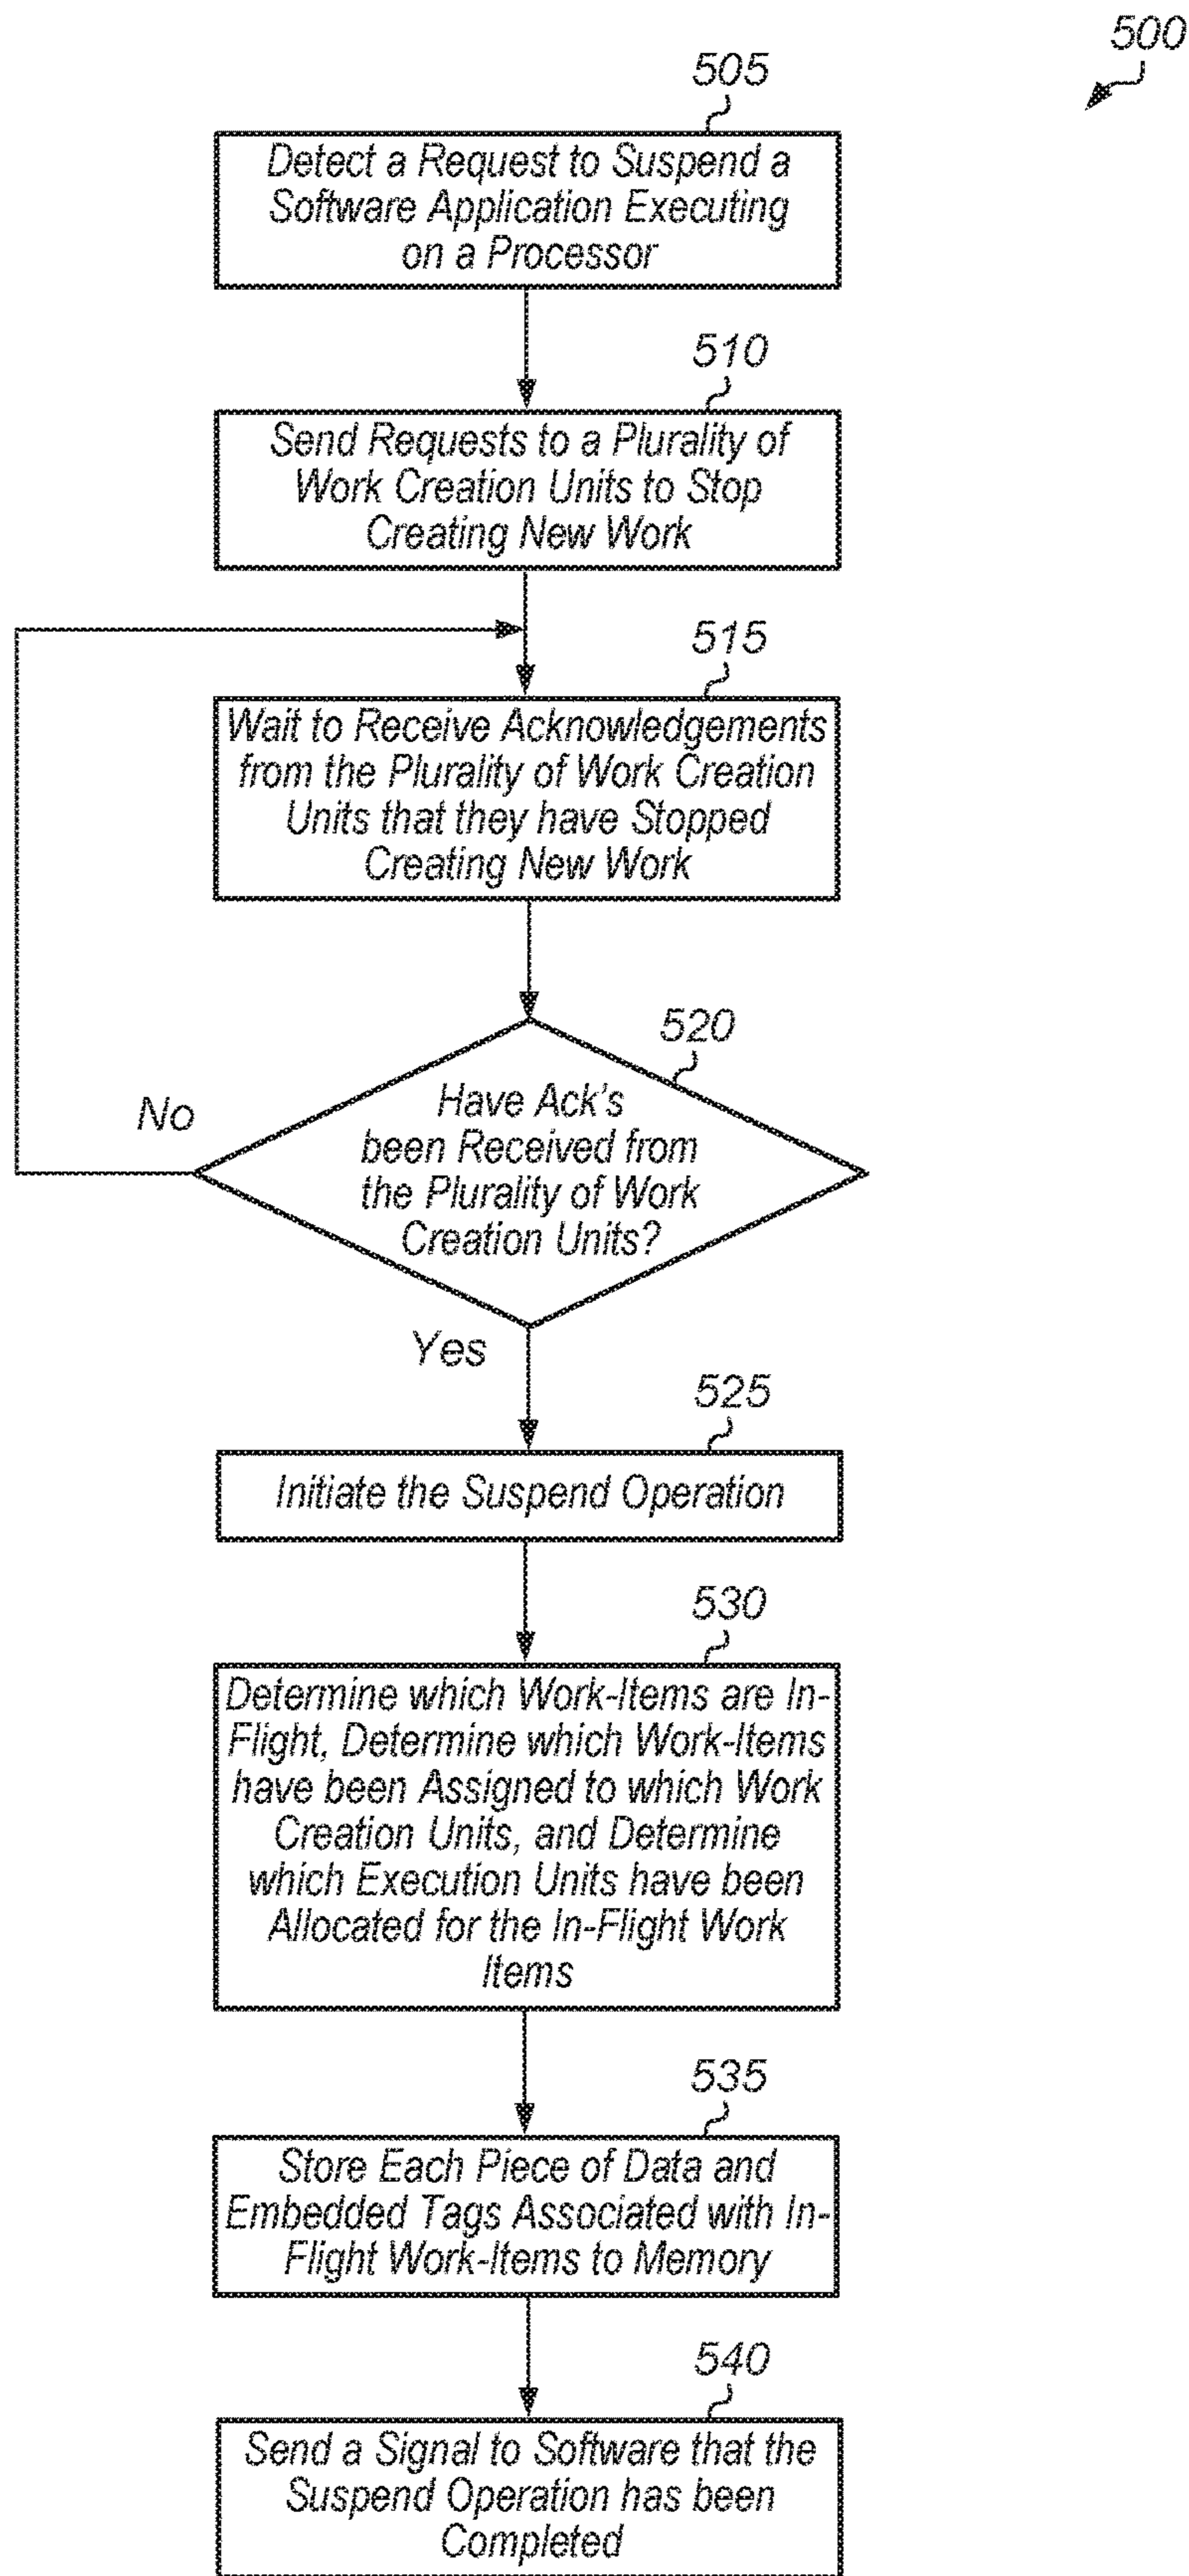 500
505
Detect a Request to Suspend a
Software Application Executing
on a Processor
510
Send Requests to a Plurality of
Work Creation Units to Stop
Creating New Work
515
Wait to Receive Acknowledgements
from the Plurality of Work Creation
Units that they have Stopped
Creating New Work
520
Have Ack's
been Received from
the Plurality of Work
Creation Units?
No
Yes
525
Initiate the Suspend Operation
530
Determine which Work-Items are In-
Flight, Determine which Work-Items
have been Assigned to which Work
Creation Units, and Determine
which Execution Units have been
Allocated for the In-Flight Work
Items
535
Store Each Piece of Data and
Embedded Tags Associated with In-
Flight Work-Items to Memory
540
Send a Signal to Software that the
Suspend Operation has been
Completed